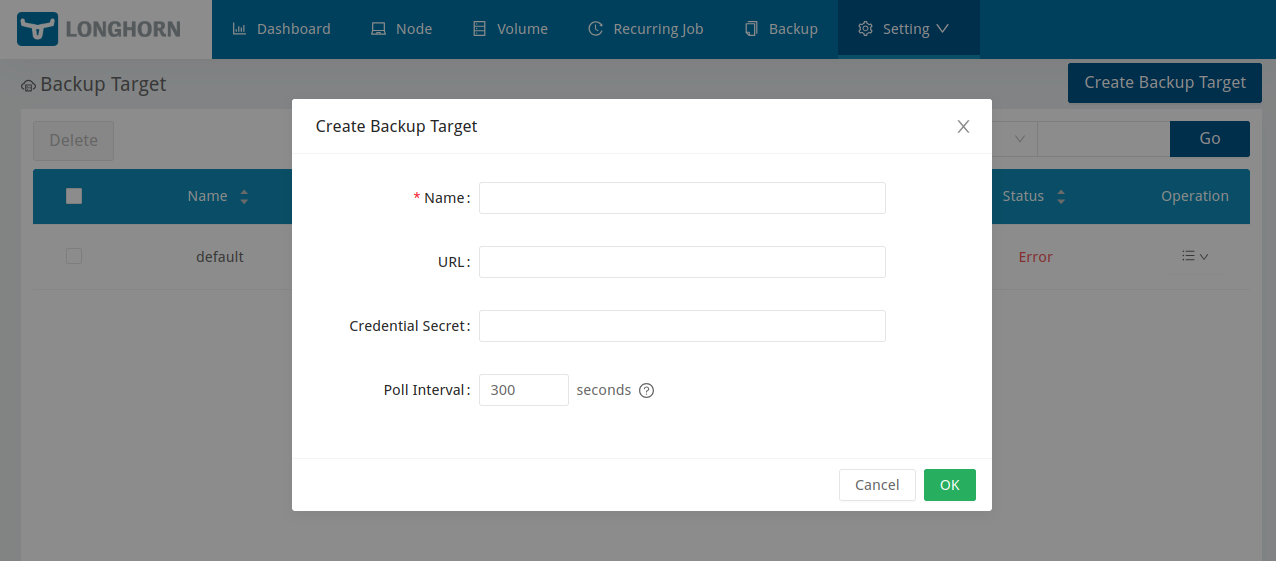 LONGHORN
Dashboard Node Volume Recurring Job Backup Setting
Backup Target
Create Backup Target
Delete
Go
Name Status Operation
default Error
Create Backup Target
* Name:
URL:
Credential Secret:
Poll Interval: 300 seconds
Cancel OK